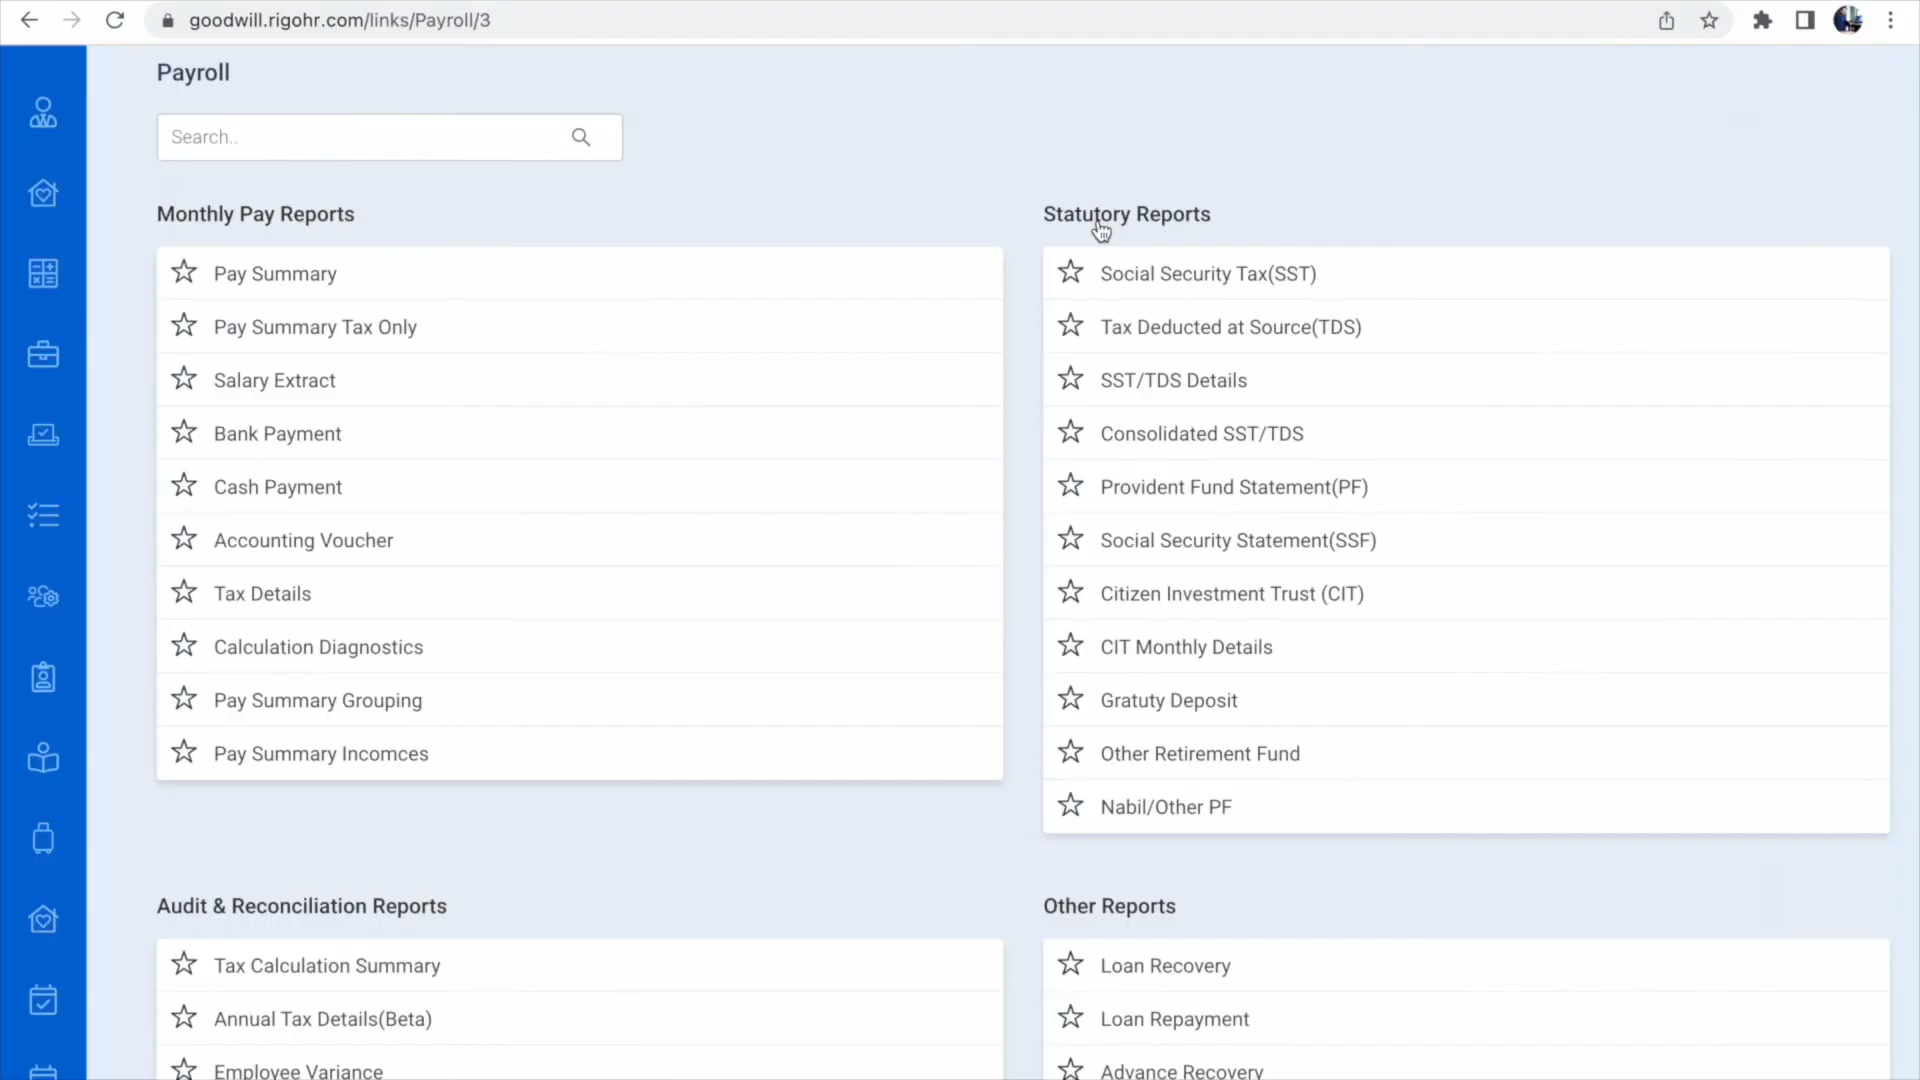 goodwill.rigohr.com/links/Payroll/3
Payroll
Search..
Monthly Pay Reports
Pay Summary
Pay Summary Tax Only
Salary Extract
Bank Payment
Cash Payment
Accounting Voucher
Tax Details
Calculation Diagnostics
Pay Summary Grouping
Pay Summary Incomces
Statutory Reports
Social Security Tax(SST)
Tax Deducted at Source(TDS)
SST/TDS Details
Consolidated SST/TDS
Provident Fund Statement(PF)
Social Security Statement(SSF)
Citizen Investment Trust (CIT)
CIT Monthly Details
Gratuty Deposit
Other Retirement Fund
Nabil/Other PF
Audit & Reconciliation Reports
Tax Calculation Summary
Annual Tax Details(Beta)
Employee Variance
Other Reports
Loan Recovery
Loan Repayment
Advance Recovery